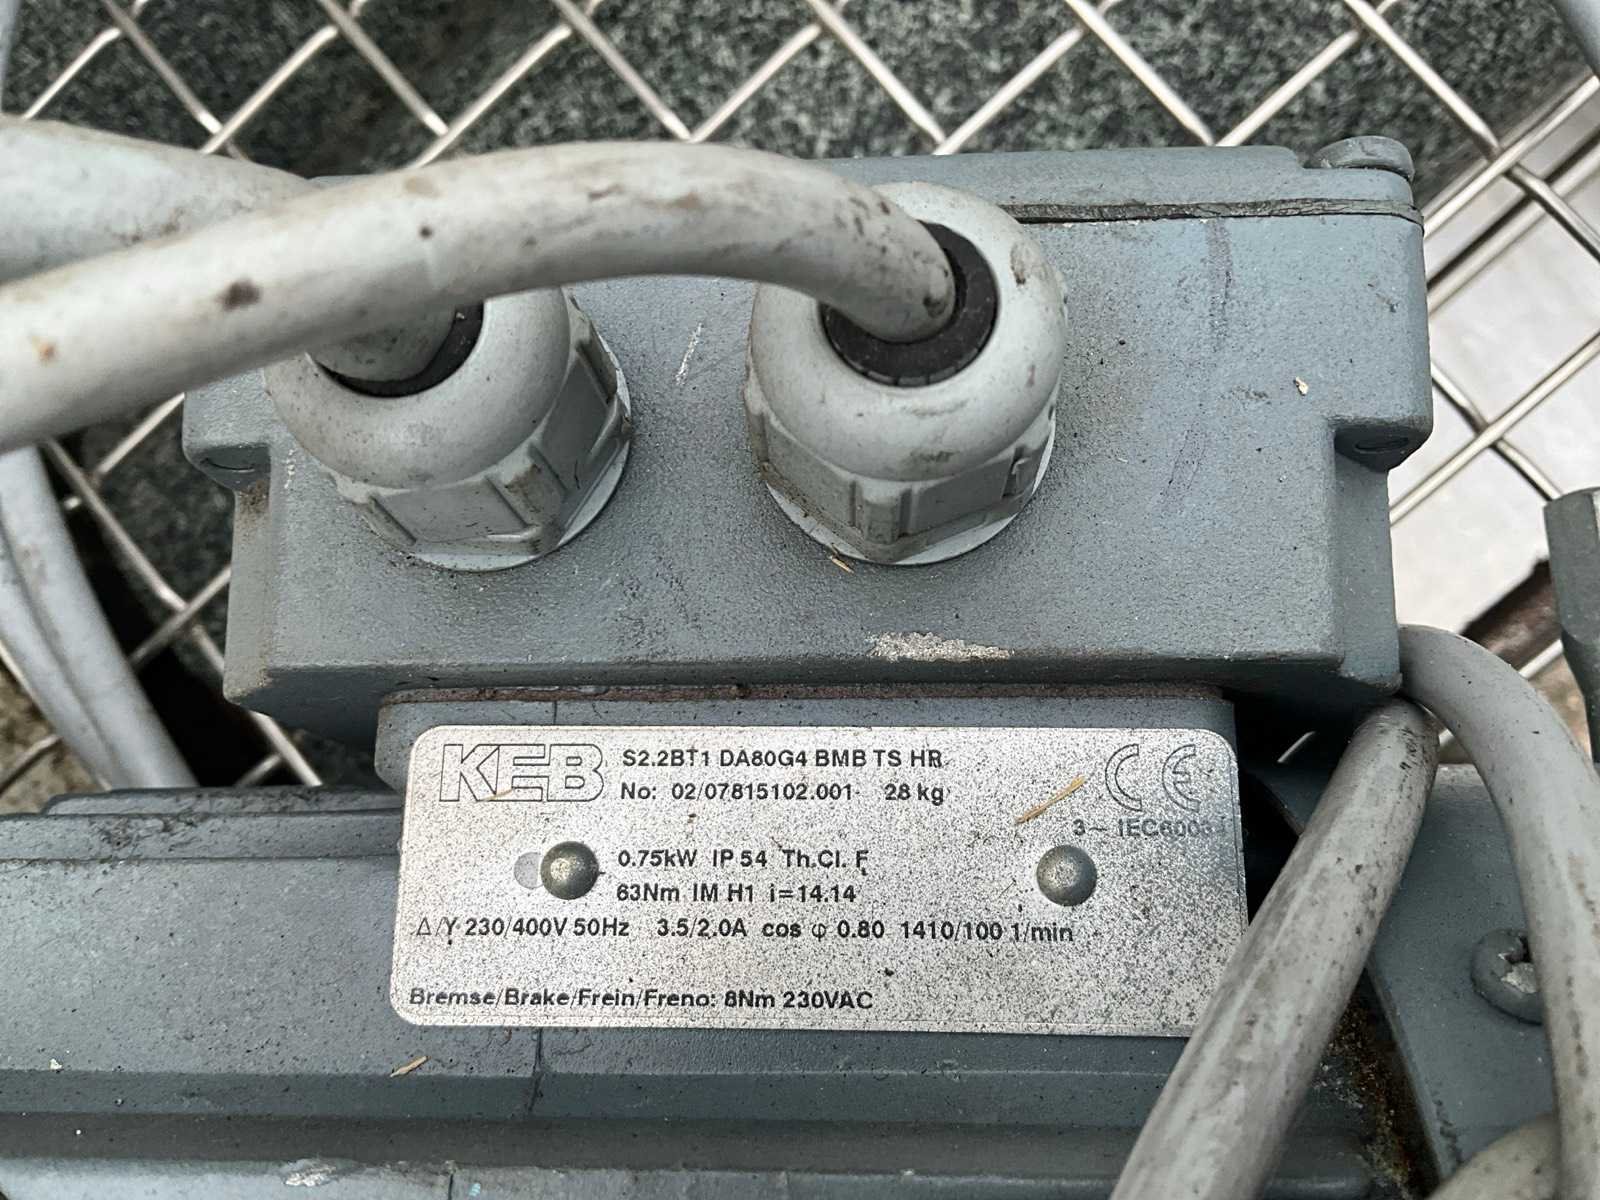 KEB S2.2BT1 DA80G4 BMB TS HR CE
No: 02/07815102.001 28 kg
3~
0.75kW IP 54 Th.Cl. F
63Nm IM H1 i=14.14
Δ/Y 230/400V 50Hz 3.5/2.0A cos φ 0.80 1410/100 1/min
Bremse/Brake/Frein/Freno: 8Nm 230VAC